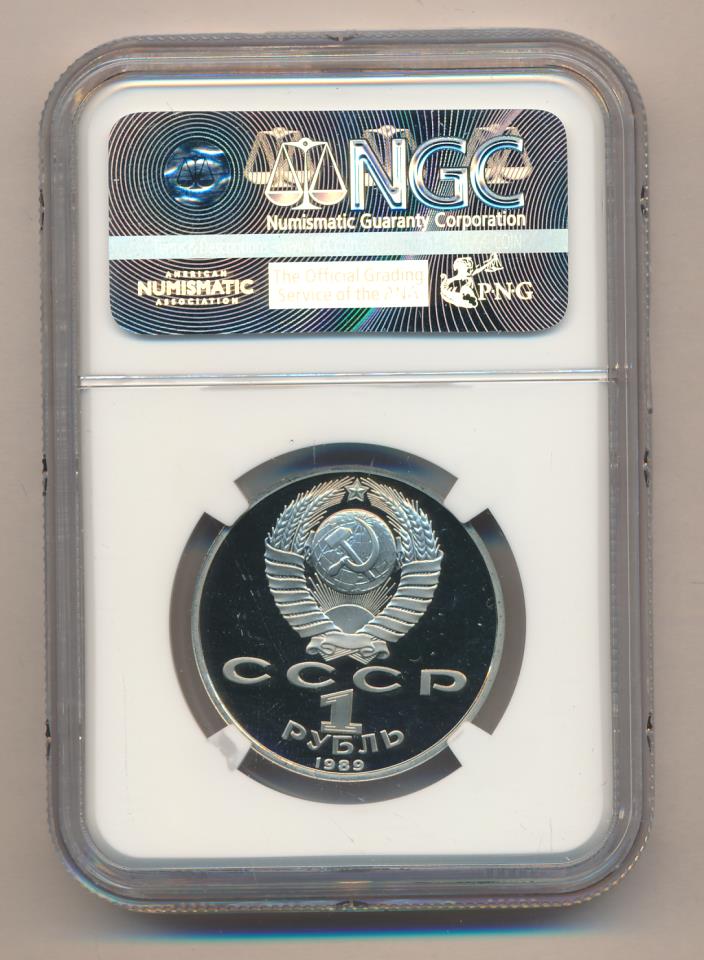 NGC
Numismatic Guaranty Corporation
AMERICAN
NUMISMATIC
ASSOCIATION
The Official Grading
Service of the ANA
PNG
СССР
1
РУБЛЬ
1989